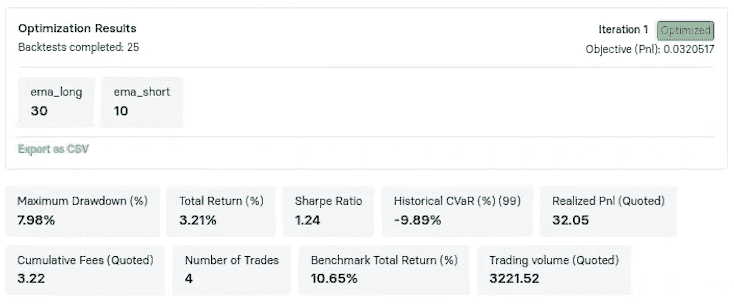 Optimization Results
Iteration 1 Optimized
Backtests completed: 25
Objective (Pnl): 0.0320517
ema_long ema_short
30 10
Export as CSV
Maximum Drawdown (%) Total Return (%) Sharpe Ratio Historical CVaR (%) (99) Realized Pnl (Quoted)
7.98% 3.21% 1.24 -9.89% 32.05
Cumulative Fees (Quoted) Number of Trades Benchmark Total Return (%) Trading volume (Quoted)
3.22 4 10.65% 3221.52